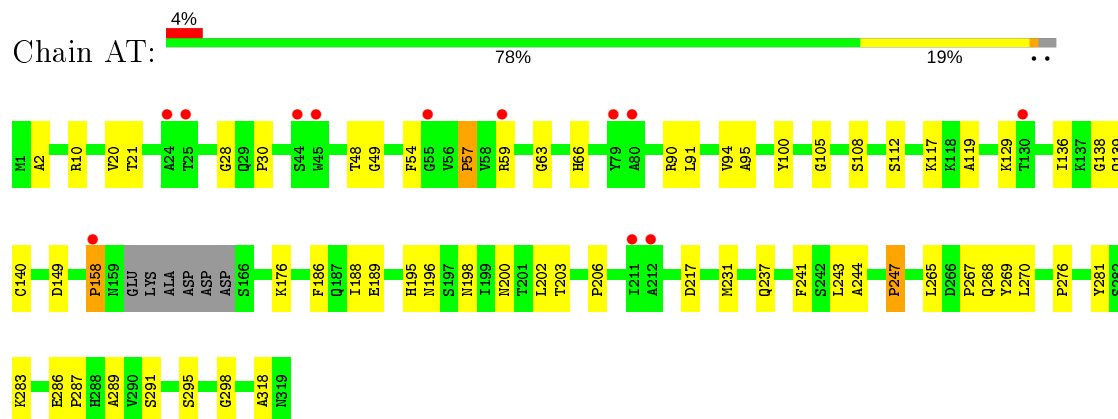 4%
Chain AT:
78% 19% • •
M1 A2 R10 V20 T21 A24 T25 G28 Q29 P30 S44 W45 T48 G49 F54 G55 V56 P57 V58 R59 G63 H66 Y79 A80 R90 L91 V94 A95 Y100 G105 S108 S112 K117 K118 A119 K129 T130 I136 K137 G138 Q139
C140 D149 P158 N159 GLU LYS ALA ASP ASP ASP S166 K176 F186 Q187 I188 E189 H195 N196 S197 N198 I199 N200 T201 L202 T203 P206 I211 A212 D217 M231 Q237 F241 S242 L243 A244 P247 L265 D266 P267 Q268 Y269 L270 P276 Y281 S282
K283 E286 P287 H288 A289 V290 S291 S295 G298 A318 N319